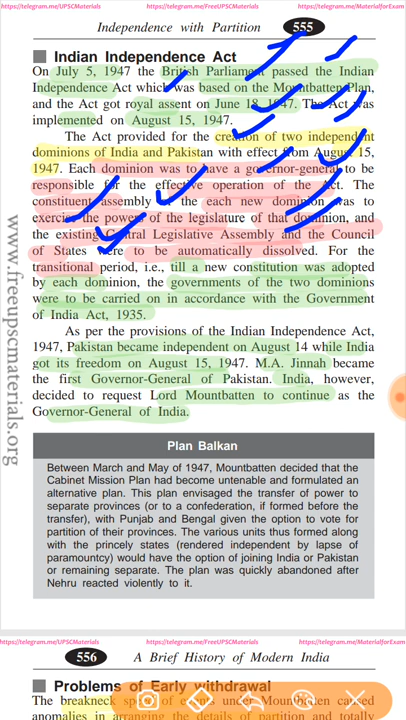 https://telegram.me/UPSCMaterials https://telegram.me/FreeUPSCMaterials https://telegram.me/MaterialforExam
Independence with Partition 555
Indian Independence Act
On July 5, 1947 the British Parliament passed the Indian
Independence Act which was based on the Mountbatten Plan,
and the Act got royal assent on June 18, 1947. The Act was
implemented on August 15, 1947.
The Act provided for the creation of two independent
dominions of India and Pakistan with effect from August 15,
1947. Each dominion was to have a governor-general to be
responsible for the effective operation of the Act. The
constituent assembly of the each new dominion was to
exercise the powers of the legislature of that dominion, and
the existing Central Legislative Assembly and the Council
of States were to be automatically dissolved. For the
transitional period, i.e., till a new constitution was adopted
by each dominion, the governments of the two dominions
were to be carried on in accordance with the Government
of India Act, 1935.
As per the provisions of the Indian Independence Act,
1947, Pakistan became independent on August 14 while India
got its freedom on August 15, 1947. M.A. Jinnah became
the first Governor-General of Pakistan. India, however,
decided to request Lord Mountbatten to continue as the
Governor-General of India.
www.freeupscmaterials.org
Plan Balkan
Between March and May of 1947, Mountbatten decided that the
Cabinet Mission Plan had become untenable and formulated an
alternative plan. This plan envisaged the transfer of power to
separate provinces (or to a confederation, if formed before the
transfer), with Punjab and Bengal given the option to vote for
partition of their provinces. The various units thus formed along
with the princely states (rendered independent by lapse of
paramountcy) would have the option of joining India or Pakistan
or remaining separate. The plan was quickly abandoned after
Nehru reacted violently to it.
https://telegram.me/UPSCMaterials https://telegram.me/FreeUPSCMaterials https://telegram.me/MaterialforExam
556 A Brief History of Modern India
Problems of Early withdrawal
The breakneck speed of events under Mountbatten caused
anomalies in arranging the details of partition and totally